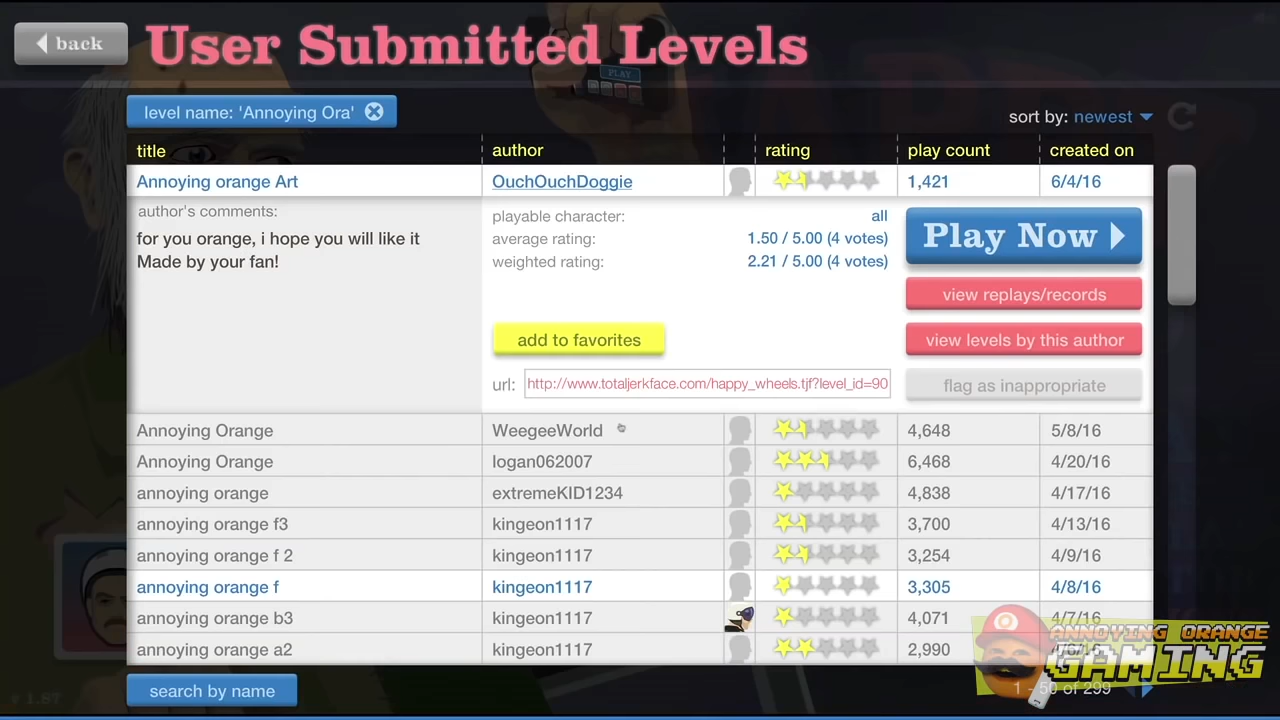 back
User Submitted Levels
PLAY
level name: 'Annoying Ora'
sort by: newest
title author rating play count created on
Annoying orange Art OuchOuchDoggie 1,421 6/4/16
author's comments:
for you orange, i hope you will like it
Made by your fan!
playable character: all
average rating: 1.50 / 5.00 (4 votes)
weighted rating: 2.21 / 5.00 (4 votes)
add to favorites
url: http://www.totaljerkface.com/happy_wheels.tjf?level_id=90
Play Now
view replays/records
view levels by this author
flag as inappropriate
Annoying Orange WeegeeWorld 4,648 5/8/16
Annoying Orange logan062007 6,468 4/20/16
annoying orange extremeKID1234 4,838 4/17/16
annoying orange f3 kingeon1117 3,700 4/13/16
annoying orange f 2 kingeon1117 3,254 4/9/16
annoying orange f kingeon1117 3,305 4/8/16
annoying orange b3 kingeon1117 4,071 4/7/16
annoying orange a2 kingeon1117 2,990
search by name
1 - 50 of 299
ANNOYING ORANGE
GAMING
v 1.87